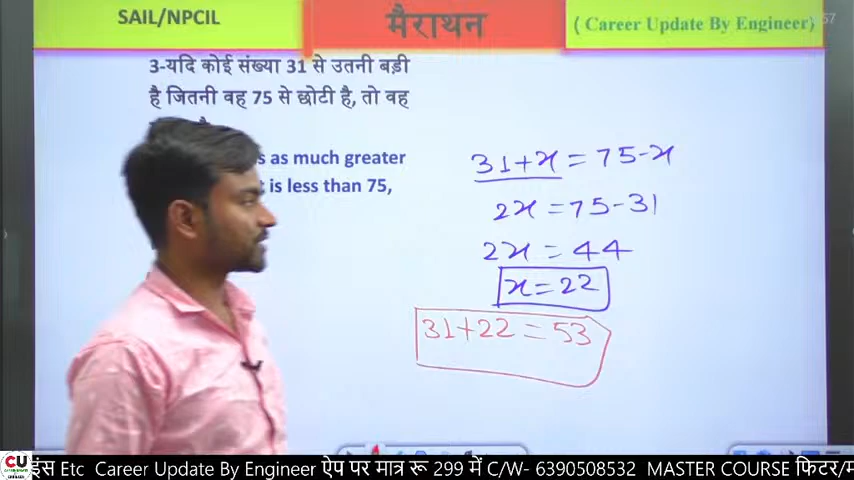 SAIL/NPCIL
मैराथन
( Career Update By Engineer)
57
3-यदि कोई संख्या 31 से उतनी बड़ी
है जितनी वह 75 से छोटी है, तो वह
as much greater
is less than 75,
31+x = 75-x
2x = 75-31
2x = 44
x = 22
31+22 = 53
CU
Etc Career Update By Engineer ऐप पर मात्र रू 299 में C/W- 6390508532 MASTER COURSE